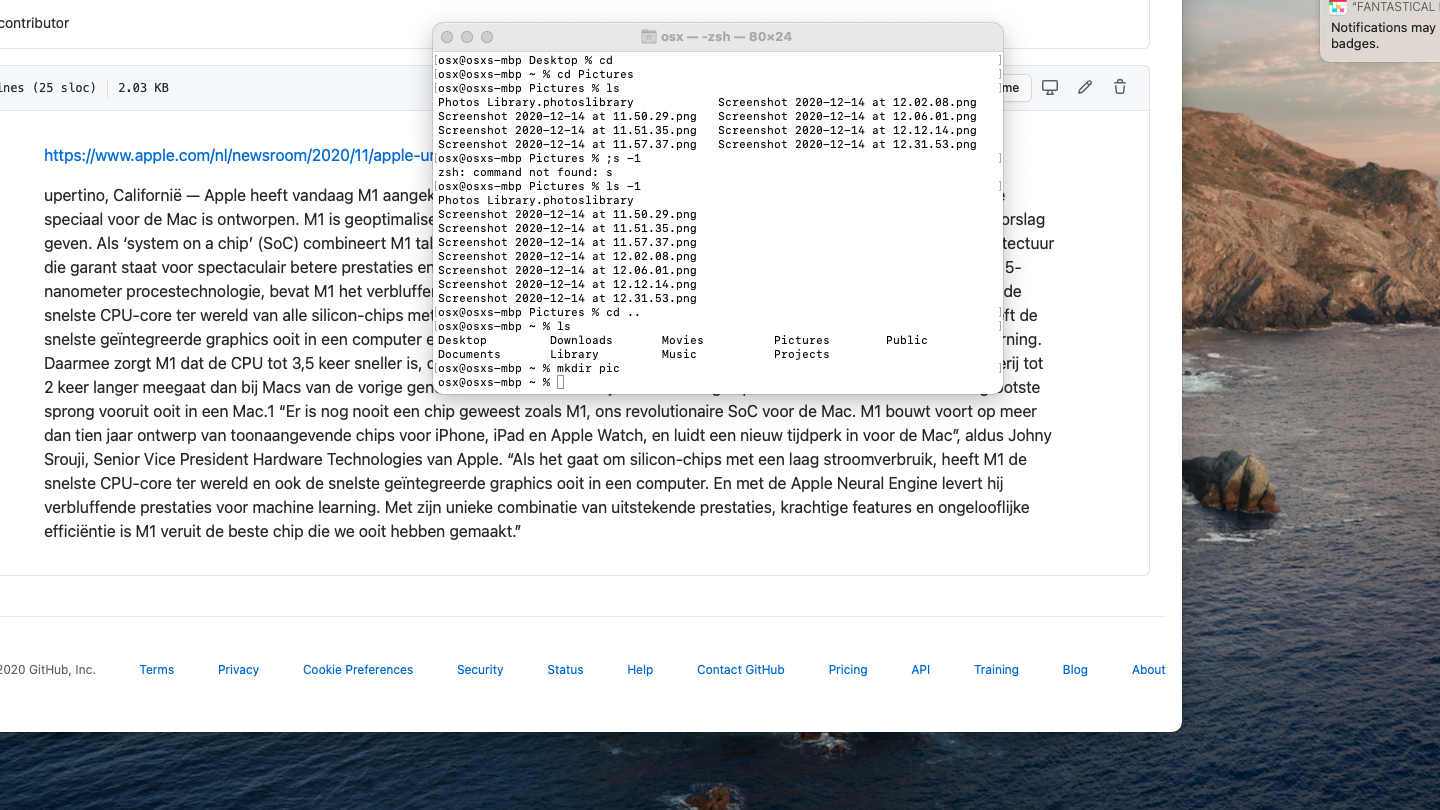 contributor
ines (25 sloc) 2.03 KB
me
https://www.apple.com/nl/newsroom/2020/11/apple-u
upertino, Californië — Apple heeft vandaag M1 aangek
speciaal voor de Mac is ontworpen. M1 is geoptimalise orslag
geven. Als ‘system on a chip’ (SoC) combineert M1 tal tectuur
die garant staat voor spectaculair betere prestaties en 5-
nanometer procestechnologie, bevat M1 het verbluffe de
snelste CPU-core ter wereld van alle silicon-chips met ft de
snelste geïntegreerde graphics ooit in een computer e rning.
Daarmee zorgt M1 dat de CPU tot 3,5 keer sneller is, erij tot
2 keer langer meegaat dan bij Macs van de vorige gen ootste
sprong vooruit ooit in een Mac.1 “Er is nog nooit een chip geweest zoals M1, ons revolutionaire SoC voor de Mac. M1 bouwt voort op meer
dan tien jaar ontwerp van toonaangevende chips voor iPhone, iPad en Apple Watch, en luidt een nieuw tijdperk in voor de Mac”, aldus Johny
Srouji, Senior Vice President Hardware Technologies van Apple. “Als het gaat om silicon-chips met een laag stroomverbruik, heeft M1 de
snelste CPU-core ter wereld en ook de snelste geïntegreerde graphics ooit in een computer. En met de Apple Neural Engine levert hij
verbluffende prestaties voor machine learning. Met zijn unieke combinatie van uitstekende prestaties, krachtige features en ongelooflijke
efficiëntie is M1 veruit de beste chip die we ooit hebben gemaakt.”
2020 GitHub, Inc. Terms Privacy Cookie Preferences Security Status Help Contact GitHub Pricing API Training Blog About
osx — -zsh — 80×24
[osx@osxs-mbp Desktop % cd ]
[osx@osxs-mbp ~ % cd Pictures ]
[osx@osxs-mbp Pictures % ls ]
Photos Library.photoslibrary Screenshot 2020-12-14 at 12.02.08.png
Screenshot 2020-12-14 at 11.50.29.png Screenshot 2020-12-14 at 12.06.01.png
Screenshot 2020-12-14 at 11.51.35.png Screenshot 2020-12-14 at 12.12.14.png
Screenshot 2020-12-14 at 11.57.37.png Screenshot 2020-12-14 at 12.31.53.png
[osx@osxs-mbp Pictures % ;s -1 ]
zsh: command not found: s
[osx@osxs-mbp Pictures % ls -1 ]
Photos Library.photoslibrary
Screenshot 2020-12-14 at 11.50.29.png
Screenshot 2020-12-14 at 11.51.35.png
Screenshot 2020-12-14 at 11.57.37.png
Screenshot 2020-12-14 at 12.02.08.png
Screenshot 2020-12-14 at 12.06.01.png
Screenshot 2020-12-14 at 12.12.14.png
Screenshot 2020-12-14 at 12.31.53.png
[osx@osxs-mbp Pictures % cd .. ]
[osx@osxs-mbp ~ % ls ]
Desktop Downloads Movies Pictures Public
Documents Library Music Projects
[osx@osxs-mbp ~ % mkdir pic ]
osx@osxs-mbp ~ %
“FANTASTICAL
Notifications may
badges.